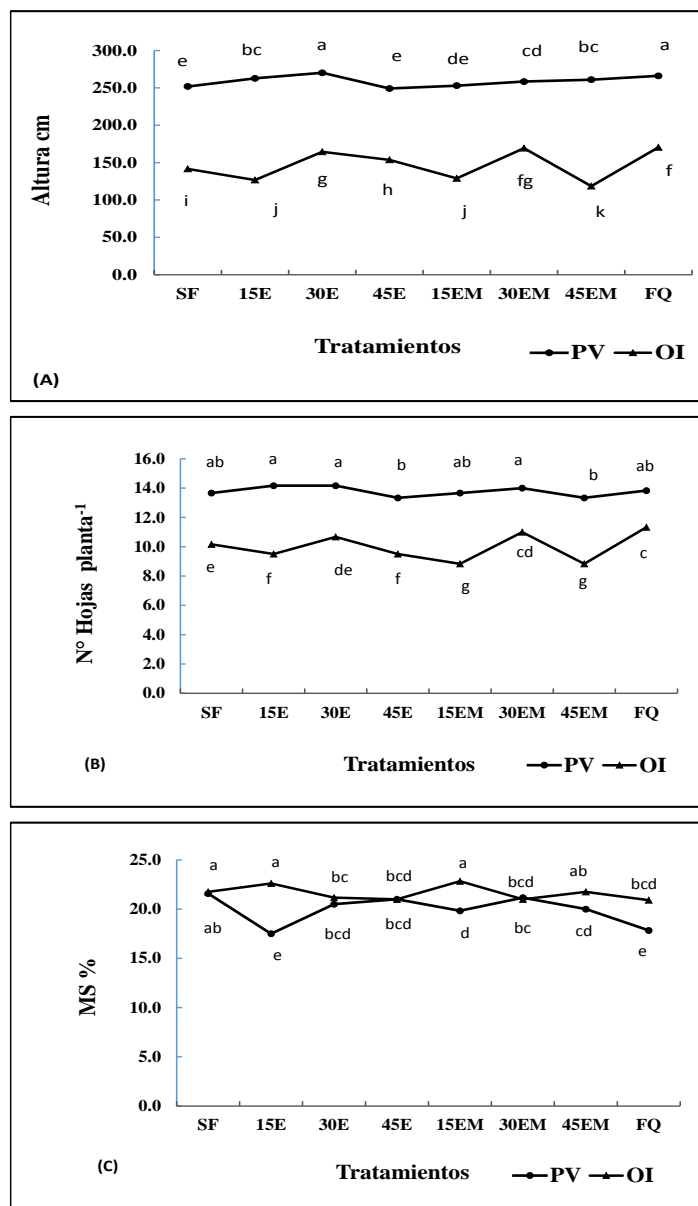 300.0
250.0
200.0
150.0
100.0
50.0
0.0
Altura cm
e bc a e de cd bc a
i j g h j fg k f
SF 15E 30E 45E 15EM 30EM 45EM FQ
Tratamientos
PV OI
(A)
16.0
14.0
12.0
10.0
8.0
6.0
4.0
2.0
0.0
N° Hojas planta-1
ab a a b ab a b ab
e f de f g cd g c
SF 15E 30E 45E 15EM 30EM 45EM FQ
(B)
Tratamientos
PV OI
25.0
20.0
15.0
10.0
5.0
0.0
MS %
a a bc bcd a bcd ab bcd
ab e bcd bcd d bc cd e
SF 15E 30E 45E 15EM 30EM 45EM FQ
(C)
Tratamientos
PV OI